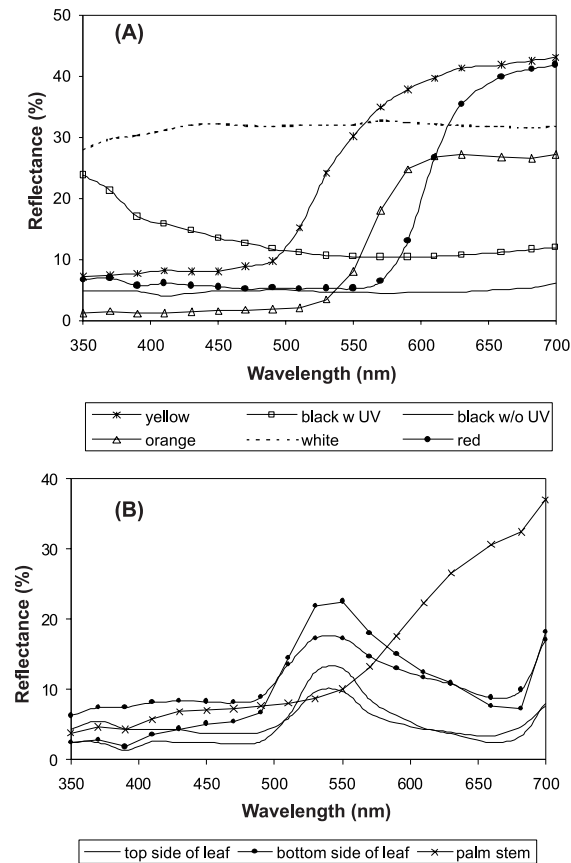 (A)
50
40
30
20
10
0
Reflectance (%)
350 400 450 500 550 600 650 700
Wavelength (nm)
yellow black w UV black w/o UV
orange white red
(B)
40
30
20
10
0
Reflectance (%)
350 400 450 500 550 600 650 700
Wavelength (nm)
top side of leaf bottom side of leaf palm stem